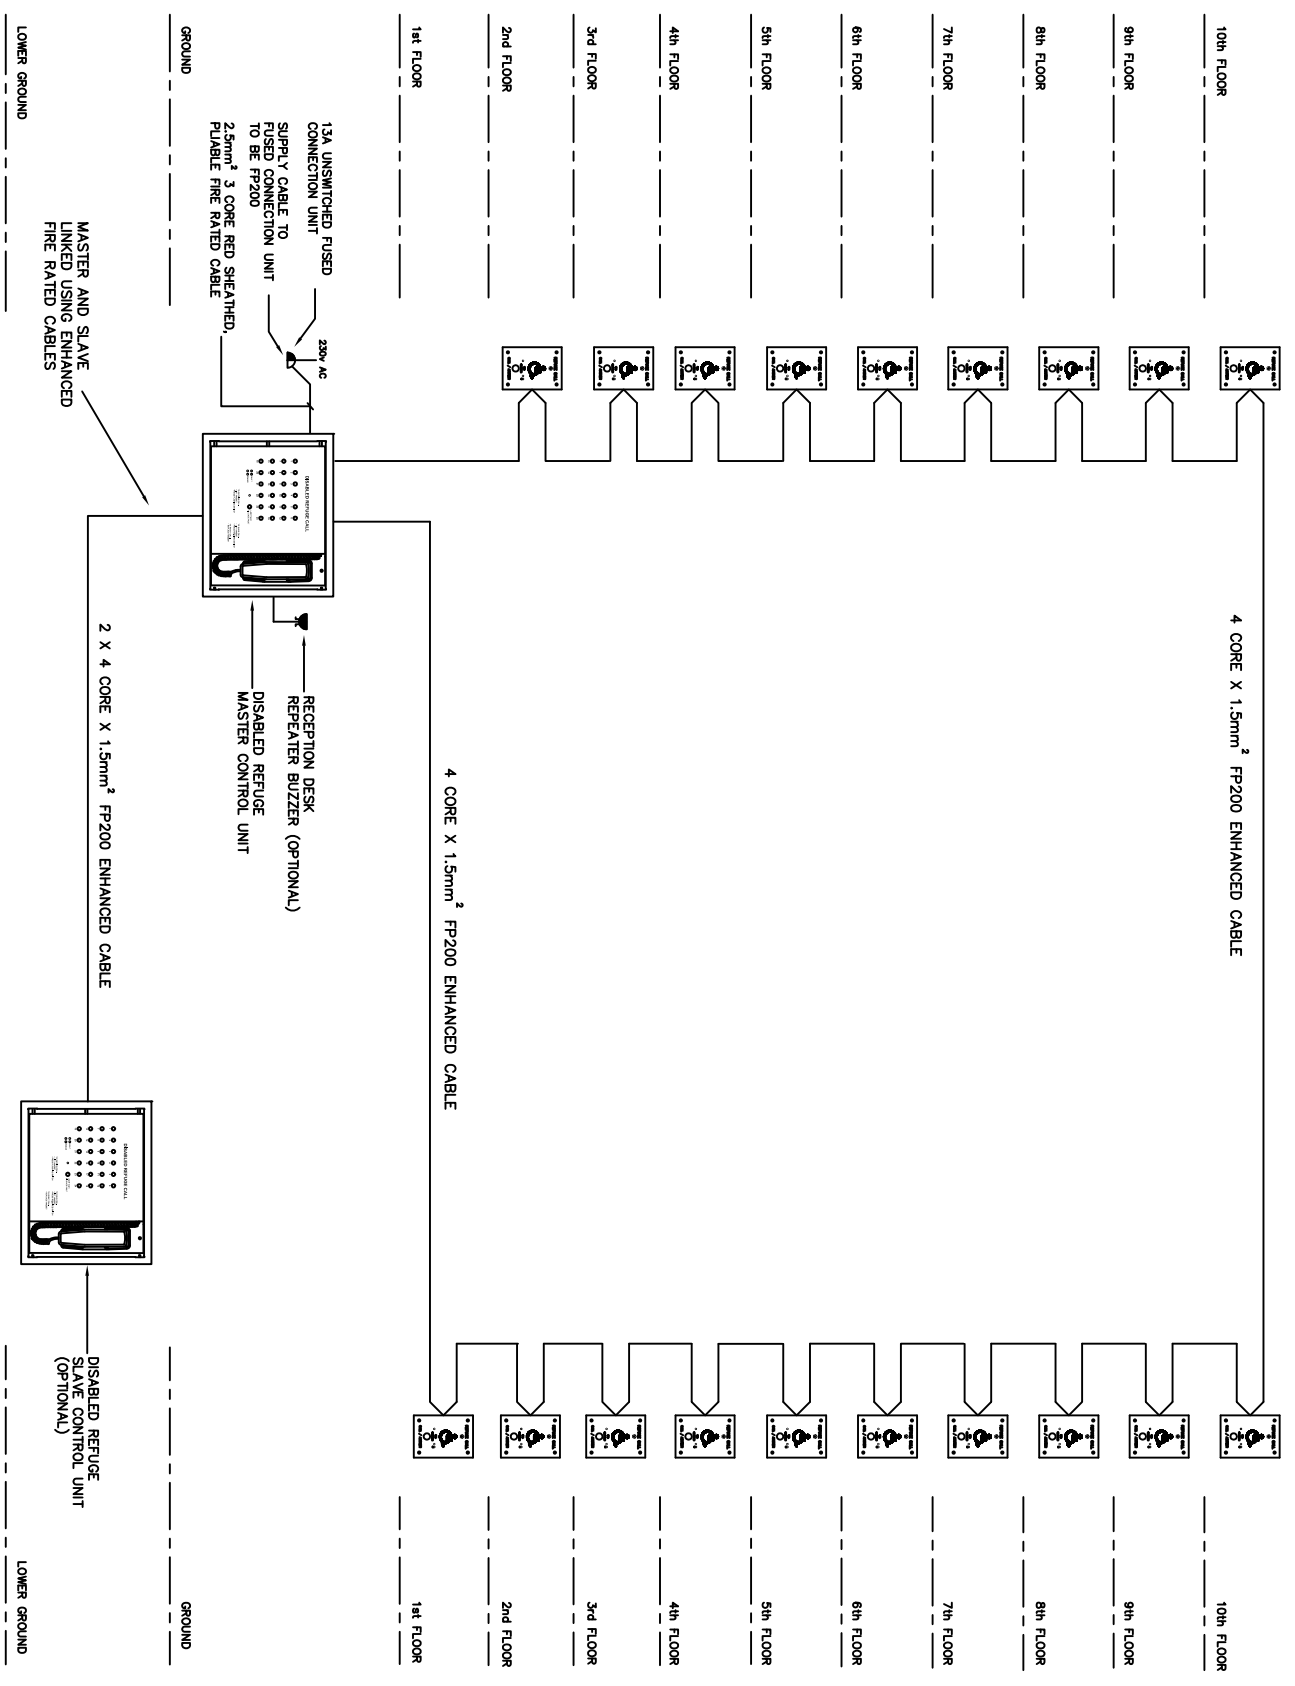 10th FLOOR
4 CORE X 1.5mm² FP200 ENHANCED CABLE
10th FLOOR
9th FLOOR
9th FLOOR
8th FLOOR
8th FLOOR
7th FLOOR
7th FLOOR
6th FLOOR
6th FLOOR
5th FLOOR
5th FLOOR
4th FLOOR
4th FLOOR
3rd FLOOR
3rd FLOOR
2nd FLOOR
2nd FLOOR
1st FLOOR
4 CORE X 1.5mm² FP200 ENHANCED CABLE
1st FLOOR
13A UNSWITCHED FUSED
CONNECTION UNIT
230v AC
SUPPLY CABLE TO
FUSED CONNECTION UNIT
TO BE FP200
2.5mm² 3 CORE RED SHEATHED,
PLIABLE FIRE RATED CABLE
DISABLED REFUGE CALL
RECEPTION DESK
REPEATER BUZZER (OPTIONAL)
DISABLED REFUGE
MASTER CONTROL UNIT
GROUND
GROUND
MASTER AND SLAVE
LINKED USING ENHANCED
FIRE RATED CABLES
2 X 4 CORE X 1.5mm² FP200 ENHANCED CABLE
DISABLED REFUGE CALL
DISABLED REFUGE
SLAVE CONTROL UNIT
(OPTIONAL)
LOWER GROUND
LOWER GROUND